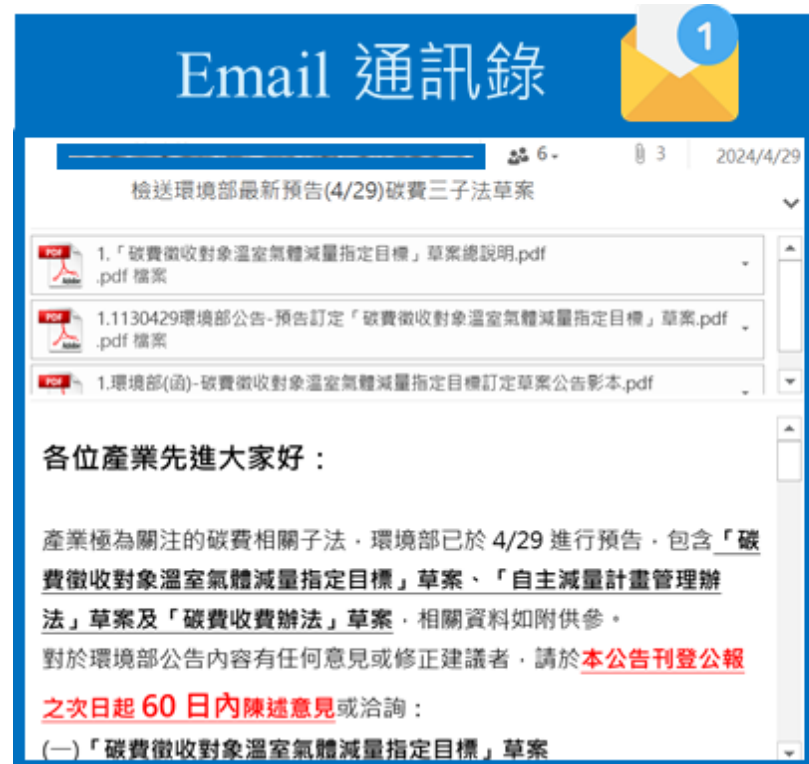 Email 通訊錄
1
6
3
2024/4/29
檢送環境部最新預告(4/29)碳費三子法草案
PDF
Adobe
1.「碳費徵收對象溫室氣體減量指定目標」草案總說明.pdf
.pdf 檔案
PDF
Adobe
1.1130429環境部公告-預告訂定「碳費徵收對象溫室氣體減量指定目標」草案.pdf
.pdf 檔案
PDF
1.環境部(函)-碳費徵收對象溫室氣體減量指定目標訂定草案公告影本.pdf
各位產業先進大家好：
產業極為關注的碳費相關子法，環境部已於 4/29 進行預告，包含「碳
費徵收對象溫室氣體減量指定目標」草案、「自主減量計畫管理辦
法」草案及「碳費收費辦法」草案，相關資料如附供參。
對於環境部公告內容有任何意見或修正建議者，請於本公告刊登公報
之次日起 60 日內陳述意見或洽詢：
(一)「碳費徵收對象溫室氣體減量指定目標」草案